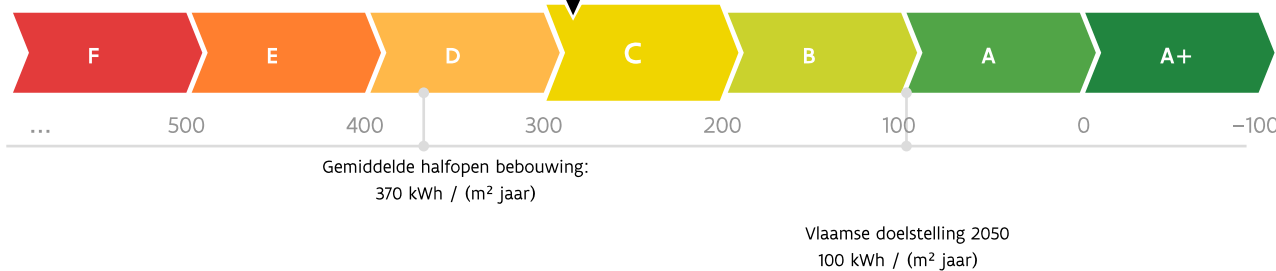 F E D C B A A+
... 500 400 300 200 100 0 −100
Gemiddelde halfopen bebouwing:
370 kWh / (m² jaar)
Vlaamse doelstelling 2050
100 kWh / (m² jaar)